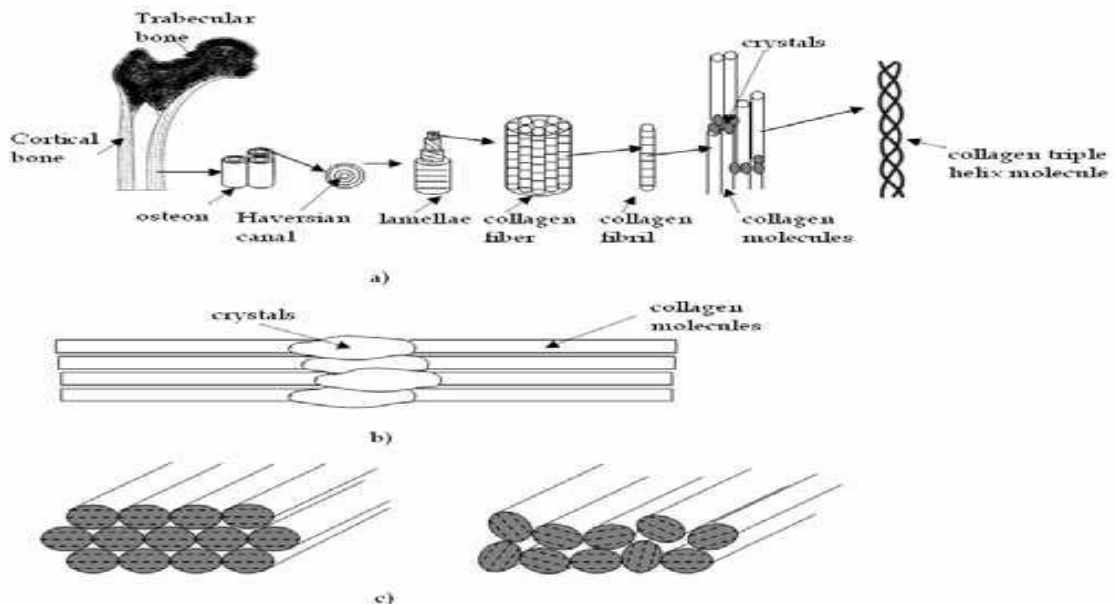 Trabecular
bone
crystals
Cortical
bone
collagen triple
helix molecule
osteon
Haversian
canal
lamellae
collagen
fiber
collagen
fibril
collagen
molecules
a)
crystals
collagen
molecules
b)
c)